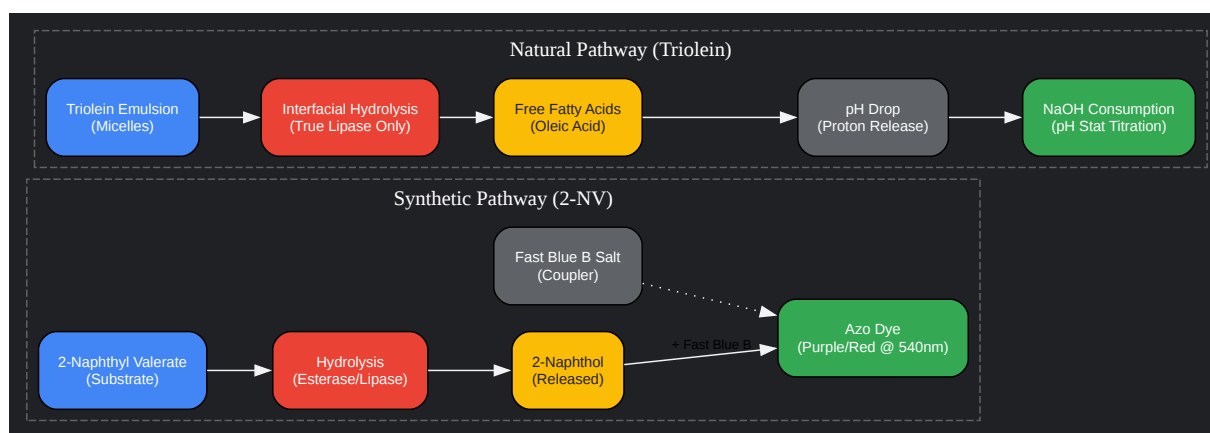 Natural Pathway (Triolein)
Triolein Emulsion
(Micelles)
Interfacial Hydrolysis
(True Lipase Only)
Free Fatty Acids
(Oleic Acid)
pH Drop
(Proton Release)
NaOH Consumption
(pH Stat Titration)
Synthetic Pathway (2-NV)
Fast Blue B Salt
(Coupler)
2-Naphthyl Valerate
(Substrate)
Hydrolysis
(Esterase/Lipase)
2-Naphthol
(Released)
+ Fast Blue B
Azo Dye
(Purple/Red @ 540nm)